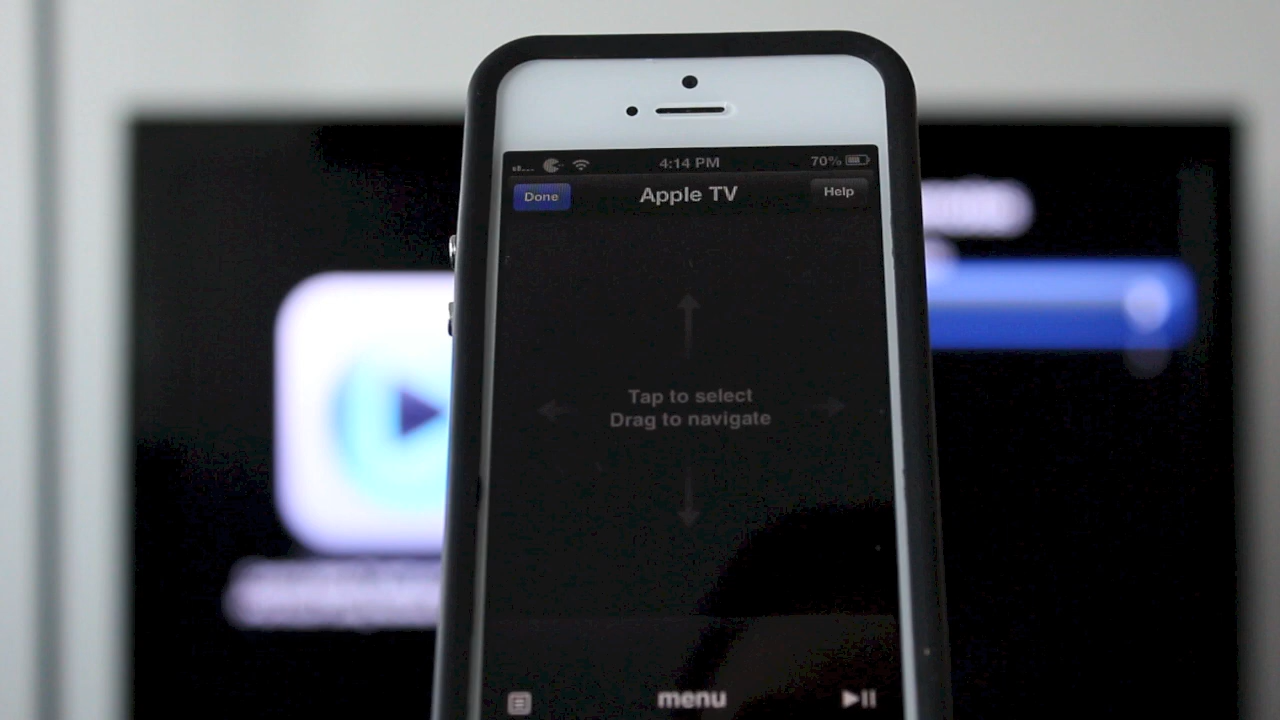 4:14 PM
70%
Done
Apple TV
Help
Tap to select
Drag to navigate
menu